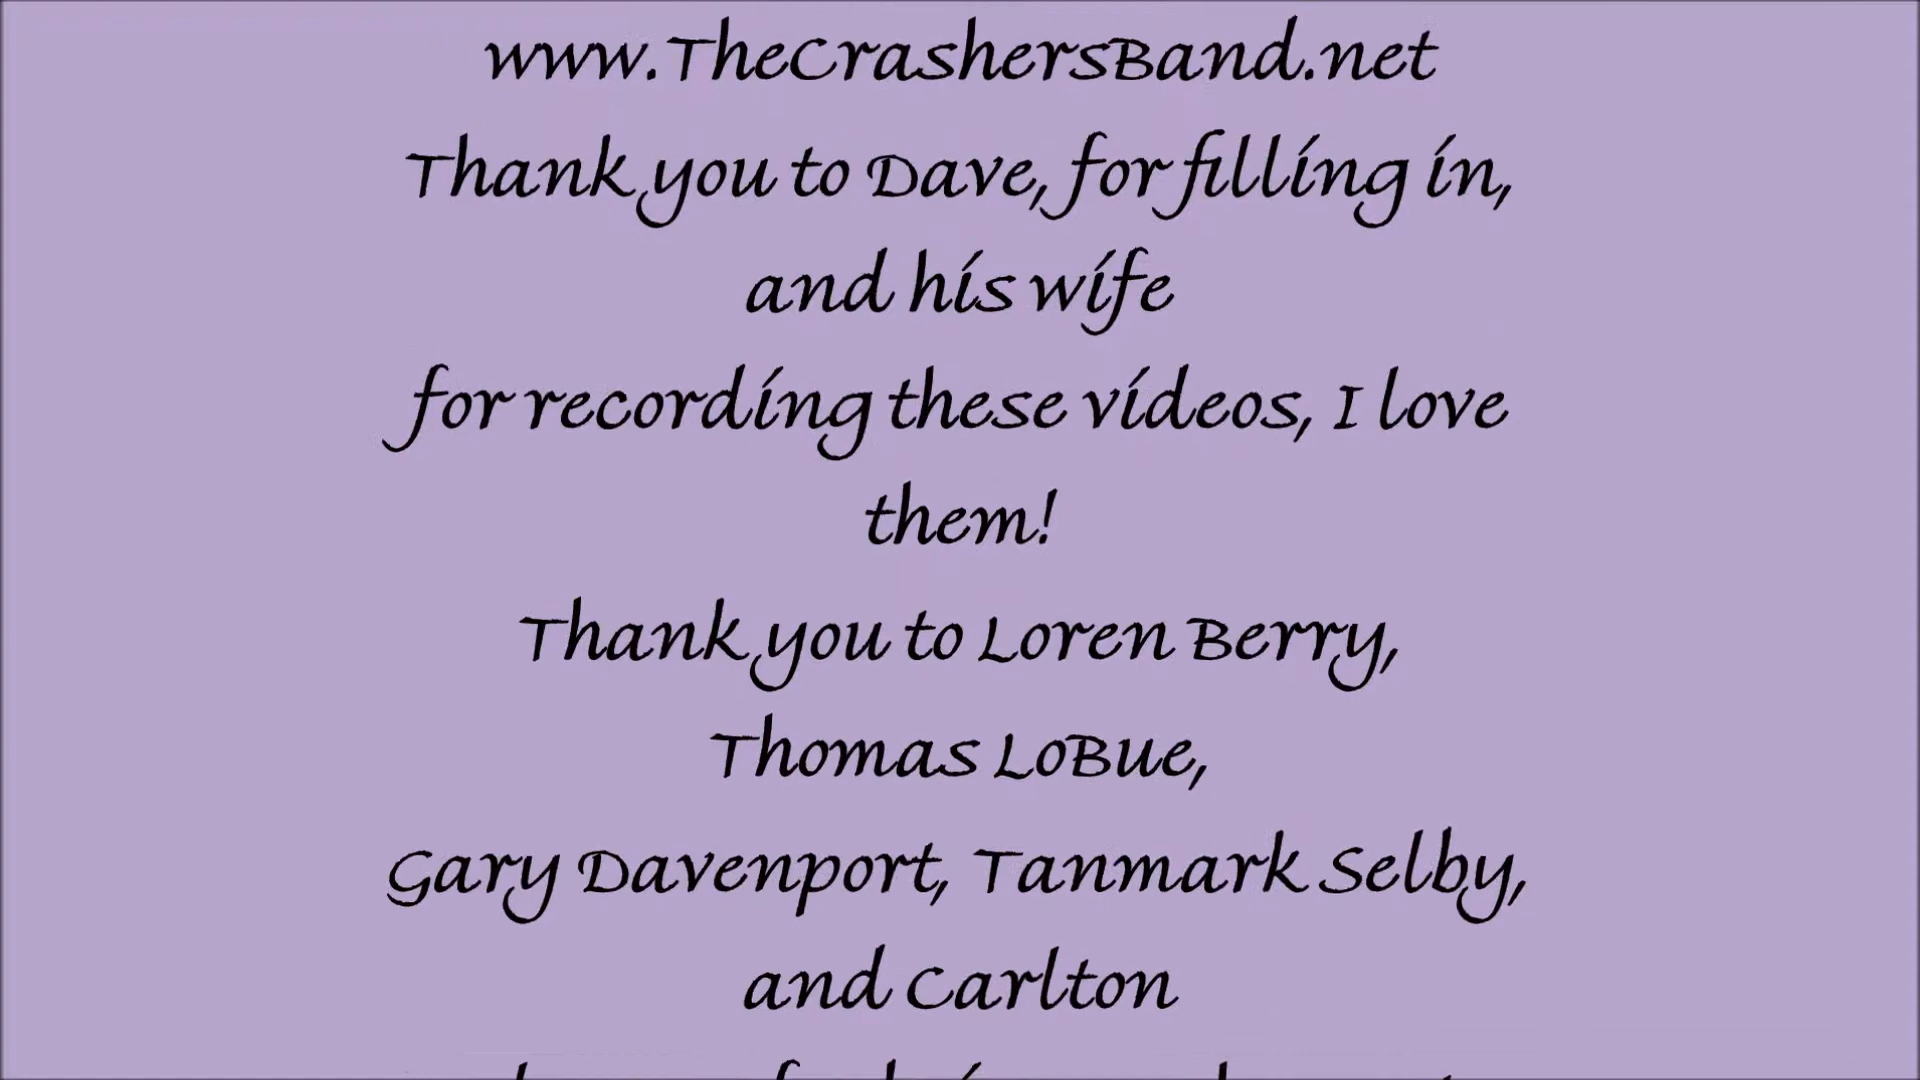 www.TheCrashersBand.net
Thank you to Dave, for filling in,
and his wife
for recording these videos, I love
them!
Thank you to Loren Berry,
Thomas LoBue,
Gary Davenport, Tanmark Selby,
and Carlton